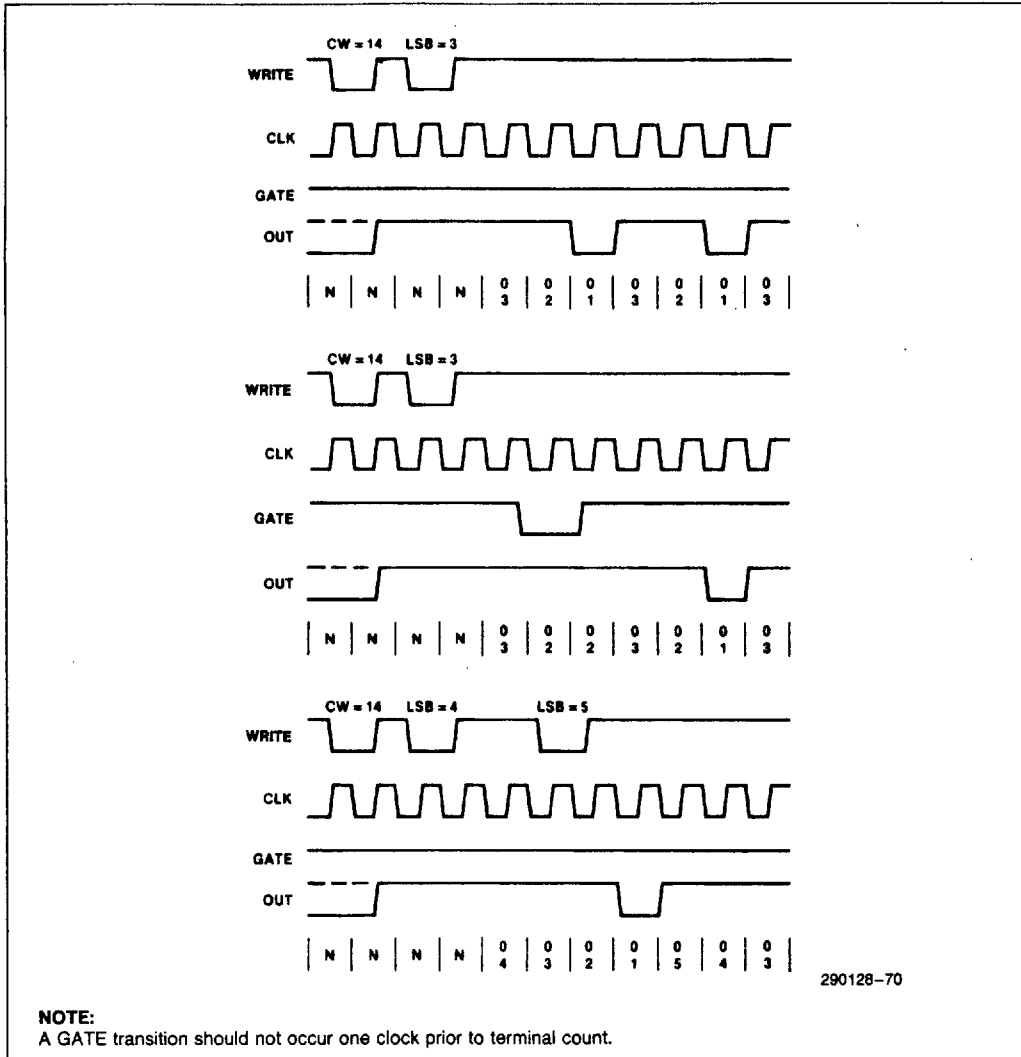 CW = 14 LSB = 3
WRITE
CLK
GATE
OUT
N N N N 0 3 0 2 0 1 0 3 0 2 0 1 0 3
CW = 14 LSB = 3
WRITE
CLK
GATE
OUT
N N N N 0 3 0 2 0 2 0 3 0 2 0 1 0 3
CW = 14 LSB = 4 LSB = 5
WRITE
CLK
GATE
OUT
N N N N 0 4 0 3 0 2 0 1 0 5 0 4 0 3
290128–70
NOTE:
A GATE transition should not occur one clock prior to terminal count.